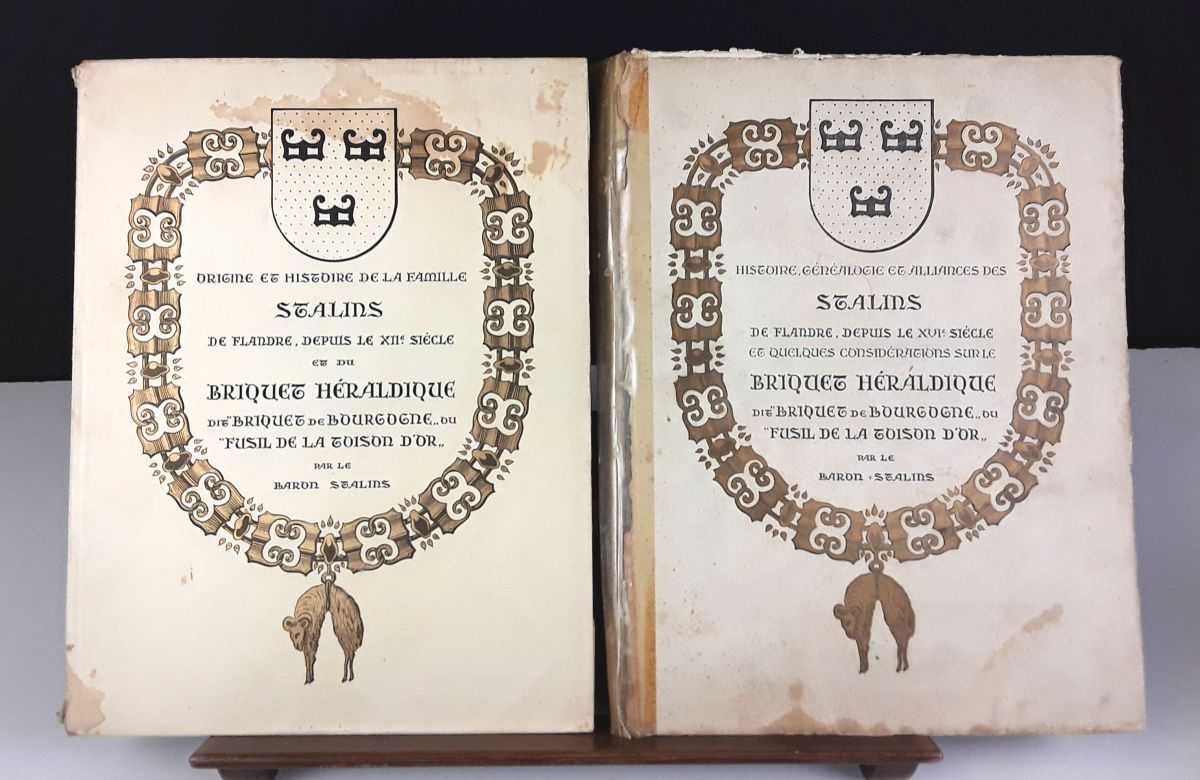 ORIGINE ET HISTOIRE DE LA FAMILLE
STALINS
DE FLANDRE, DEPUIS LE XIIe SIÉCLE
ET DU
BRIQUET HÉRALDIQUE
DIT "BRIQUET DE BOURGOGNE„ OU
"FUSIL DE LA TOISON D'OR„
PAR LE
BARON STALINS
HISTOIRE, GÉNÉALOGIE ET ALLIANCES DES
STALINS
DE FLANDRE, DEPUIS LE XVIe SIÉCLE
ET QUELQUES CONSIDÉRATIONS SUR LE
BRIQUET HÉRALDIQUE
DIT "BRIQUET DE BOURGOGNE„ OU
"FUSIL DE LA TOISON D'OR„
PAR LE
BARON STALINS